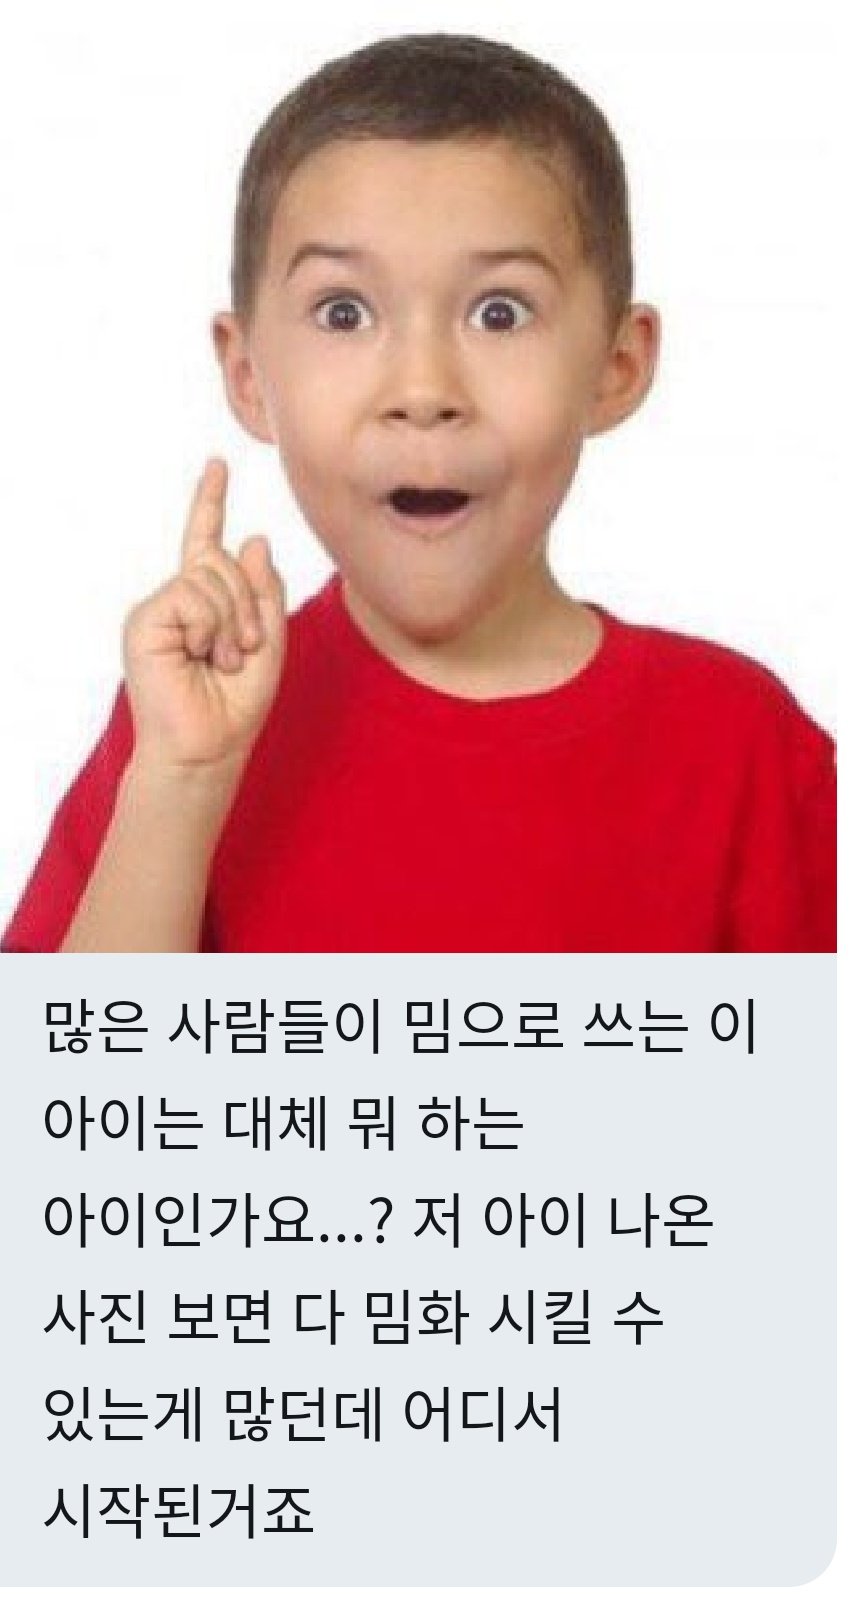 많은 사람들이 밈으로 쓰는 이
아이는 대체 뭐 하는
아이인가요...? 저 아이 나온
사진 보면 다 밈화 시킬 수
있는게 많던데 어디서
시작된거죠